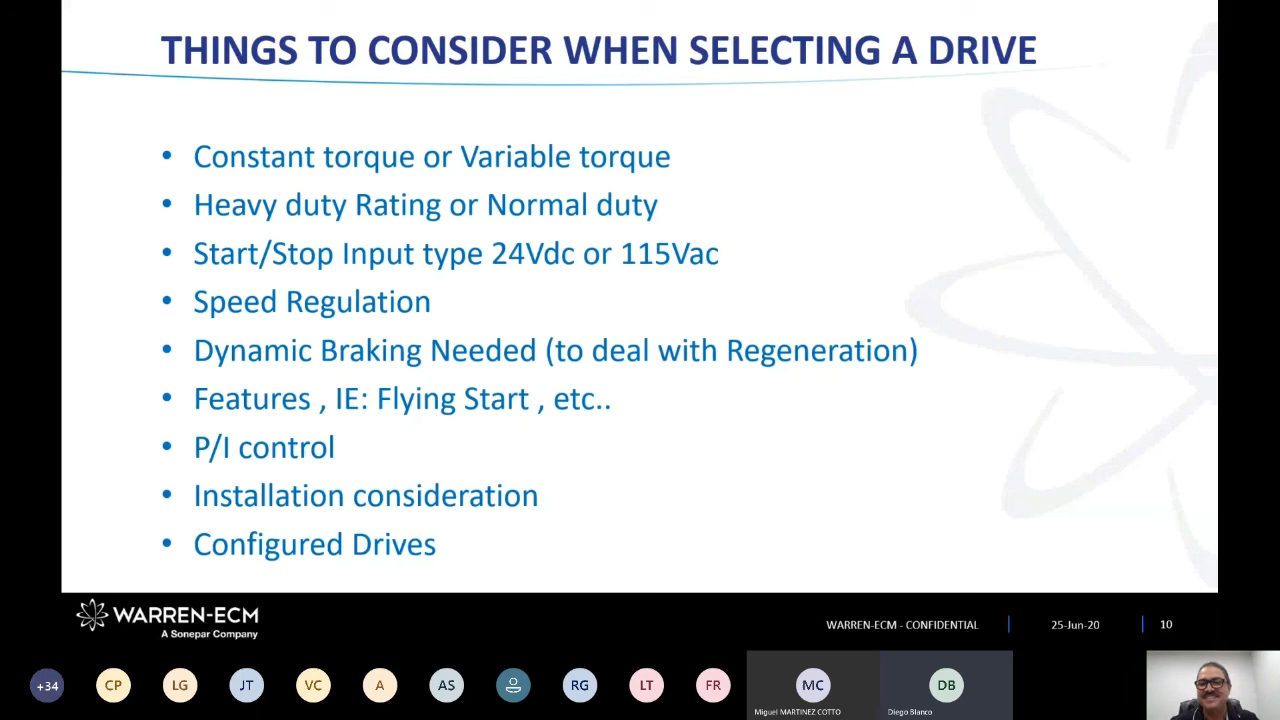 THINGS TO CONSIDER WHEN SELECTING A DRIVE
• Constant torque or Variable torque
• Heavy duty Rating or Normal duty
• Start/Stop Input type 24Vdc or 115Vac
• Speed Regulation
• Dynamic Braking Needed (to deal with Regeneration)
• Features , IE: Flying Start , etc..
• P/I control
• Installation consideration
• Configured Drives
WARREN-ECM
A Sonepar Company
WARREN-ECM - CONFIDENTIAL
25-Jun-20
10
+34
CP
LG
JT
VC
A
AS
RG
LT
FR
MC
DB
Miguel MARTINEZ COTTO
Diego Blanco